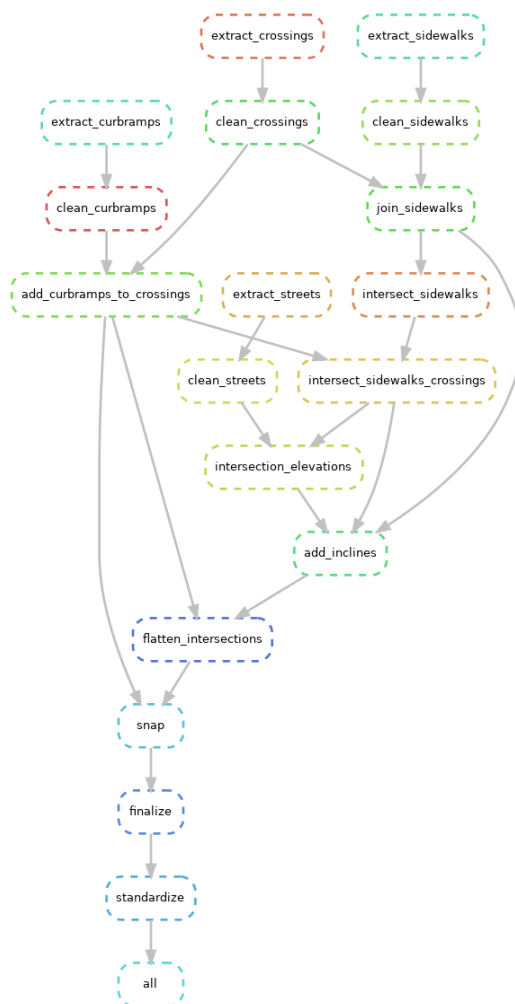 extract_crossings
extract_sidewalks
extract_curbramps
clean_crossings
clean_sidewalks
clean_curbramps
join_sidewalks
add_curbramps_to_crossings
extract_streets
intersect_sidewalks
clean_streets
intersect_sidewalks_crossings
intersection_elevations
add_inclines
flatten_intersections
snap
finalize
standardize
all